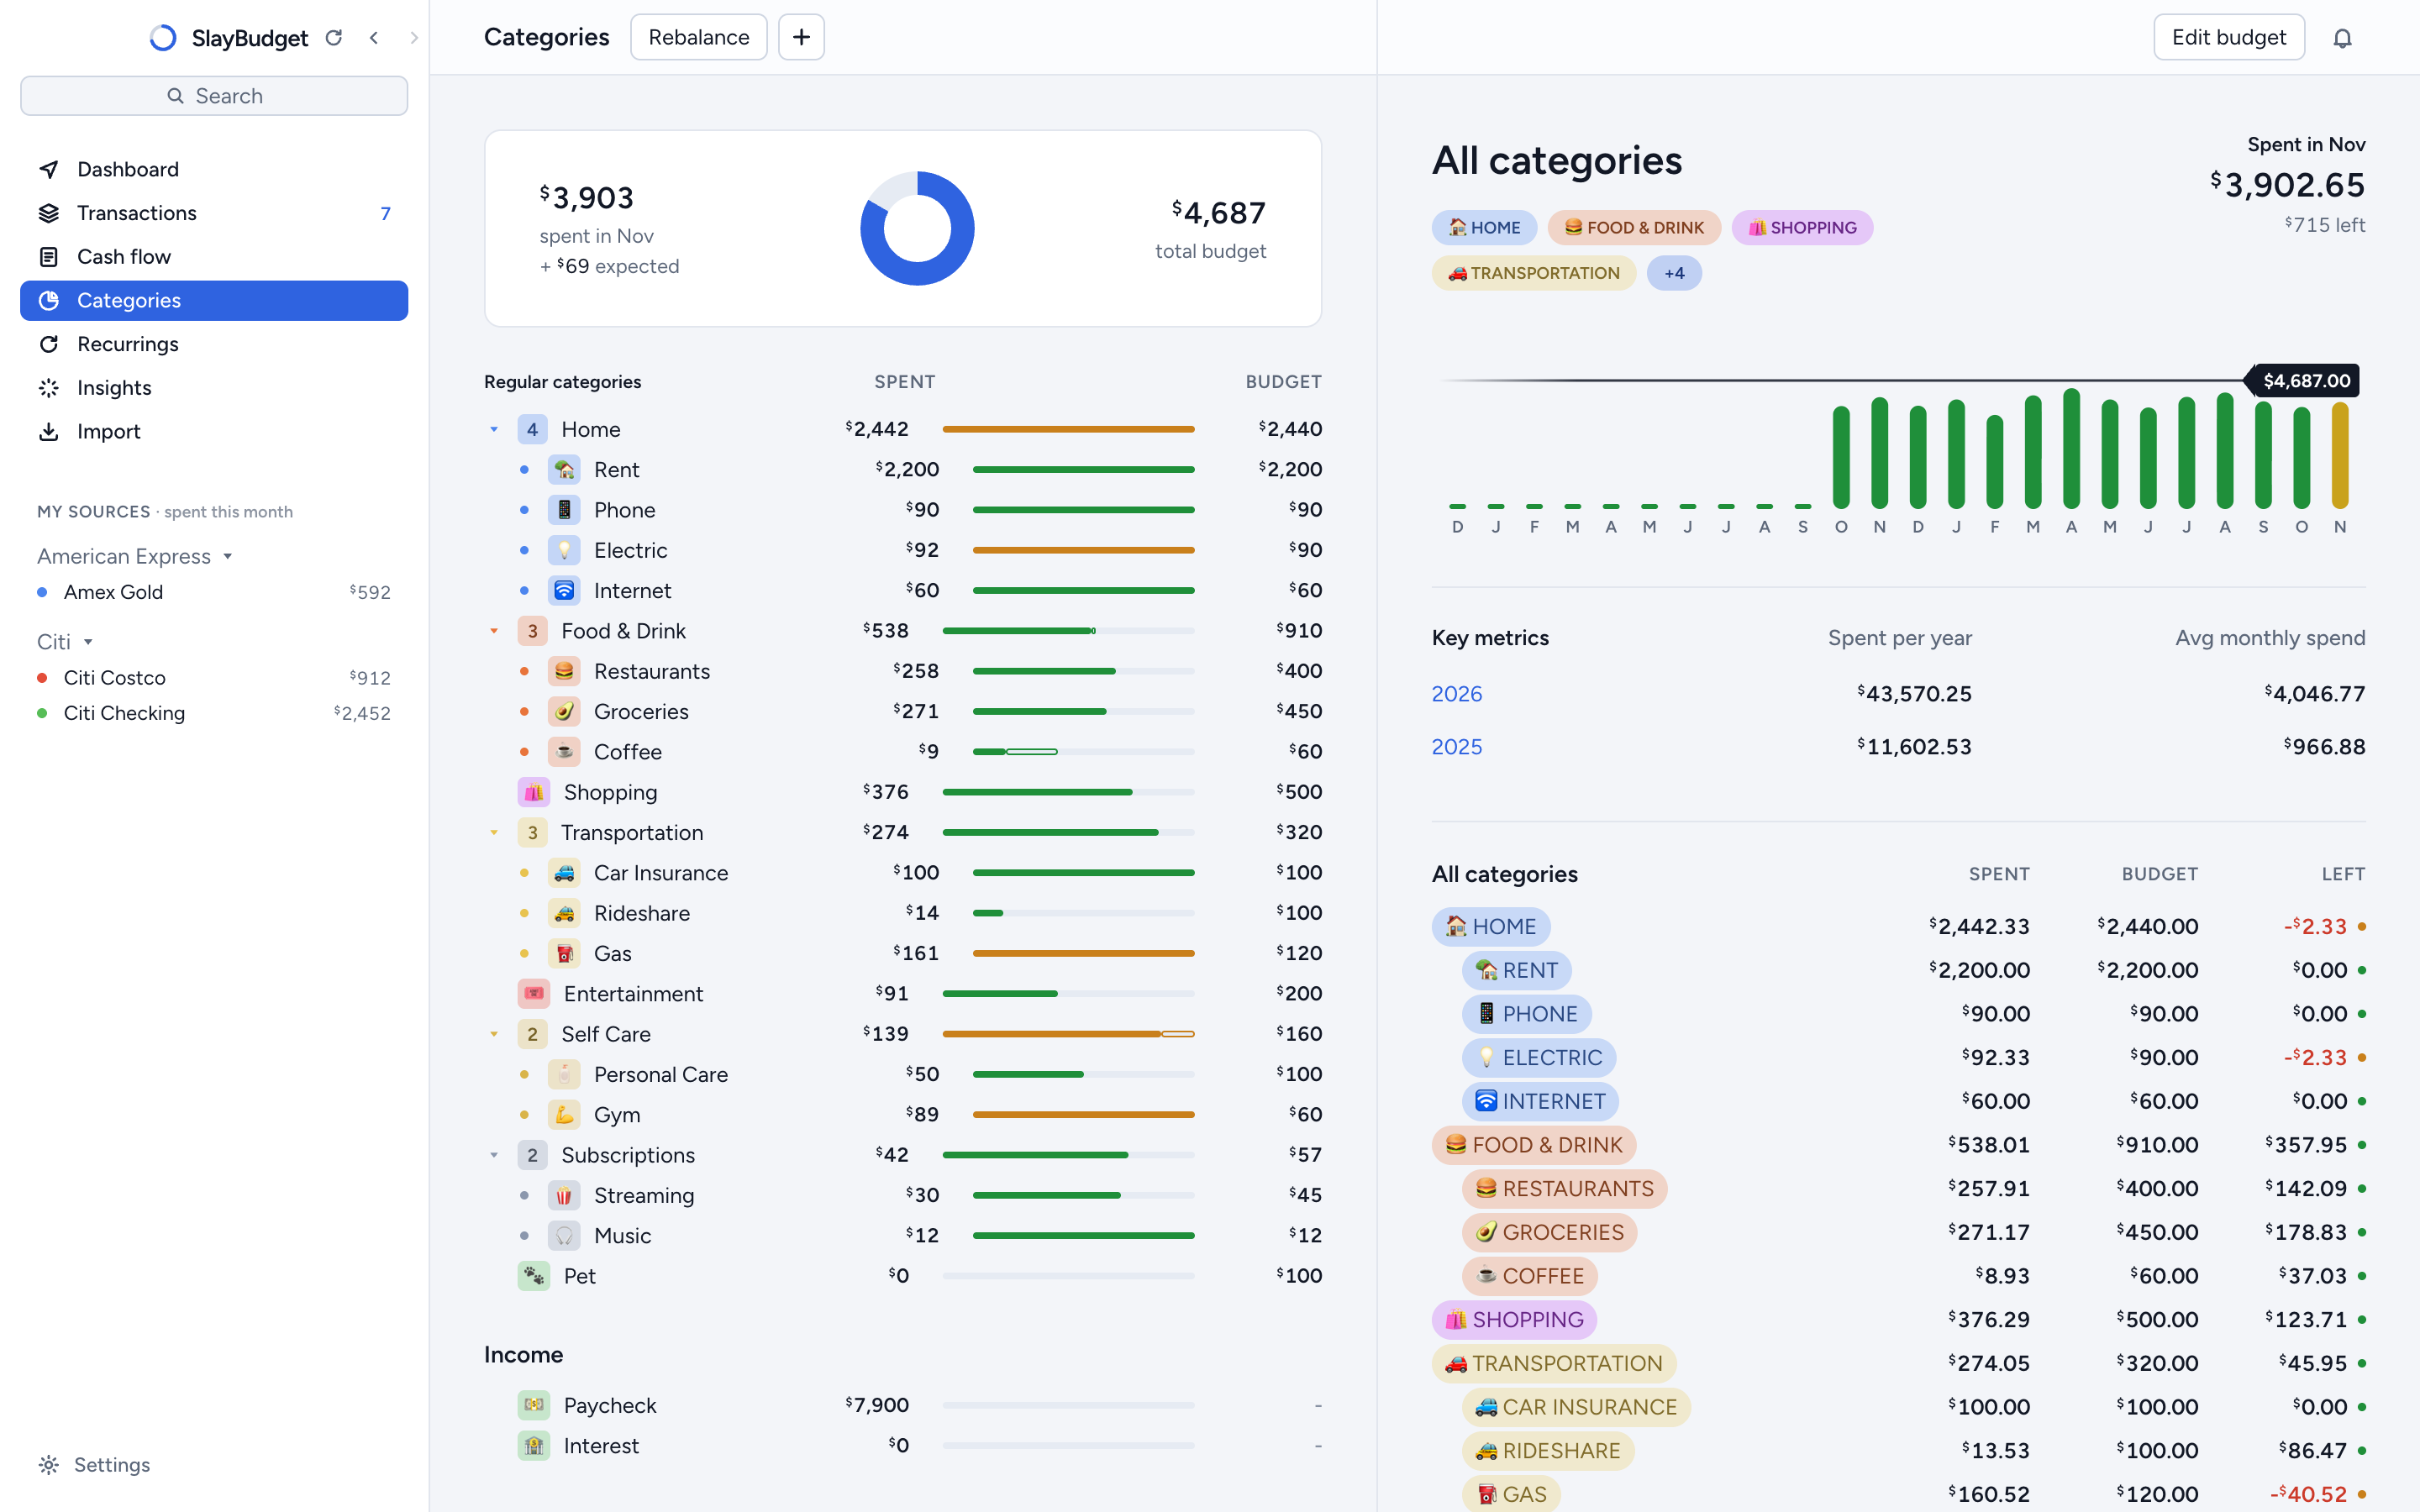 SlayBudget
Search
Dashboard
Transactions 7
Cash flow
Categories
Recurrings
Insights
Import
MY SOURCES · spent this month
American Express
Amex Gold $592
Citi
Citi Costco $912
Citi Checking $2,452
Settings
Categories Rebalance +
$3,903
spent in Nov
+ $69 expected
$4,687
total budget
Regular categories SPENT BUDGET
4 Home $2,442 $2,440
Rent $2,200 $2,200
Phone $90 $90
Electric $92 $90
Internet $60 $60
3 Food & Drink $538 $910
Restaurants $258 $400
Groceries $271 $450
Coffee $9 $60
Shopping $376 $500
3 Transportation $274 $320
Car Insurance $100 $100
Rideshare $14 $100
Gas $161 $120
Entertainment $91 $200
2 Self Care $139 $160
Personal Care $50 $100
Gym $89 $60
2 Subscriptions $42 $57
Streaming $30 $45
Music $12 $12
Pet $0 $100
Income
Paycheck $7,900 -
Interest $0 -
Edit budget
All categories
Spent in Nov
$3,902.65
$715 left
HOME FOOD & DRINK SHOPPING
TRANSPORTATION +4
$4,687.00
D J F M A M J J A S O N D J F M A M J J A S O N
Key metrics Spent per year Avg monthly spend
2026 $43,570.25 $4,046.77
2025 $11,602.53 $966.88
All categories SPENT BUDGET LEFT
HOME $2,442.33 $2,440.00 -$2.33
RENT $2,200.00 $2,200.00 $0.00
PHONE $90.00 $90.00 $0.00
ELECTRIC $92.33 $90.00 -$2.33
INTERNET $60.00 $60.00 $0.00
FOOD & DRINK $538.01 $910.00 $357.95
RESTAURANTS $257.91 $400.00 $142.09
GROCERIES $271.17 $450.00 $178.83
COFFEE $8.93 $60.00 $37.03
SHOPPING $376.29 $500.00 $123.71
TRANSPORTATION $274.05 $320.00 $45.95
CAR INSURANCE $100.00 $100.00 $0.00
RIDESHARE $13.53 $100.00 $86.47
GAS $160.52 $120.00 -$40.52